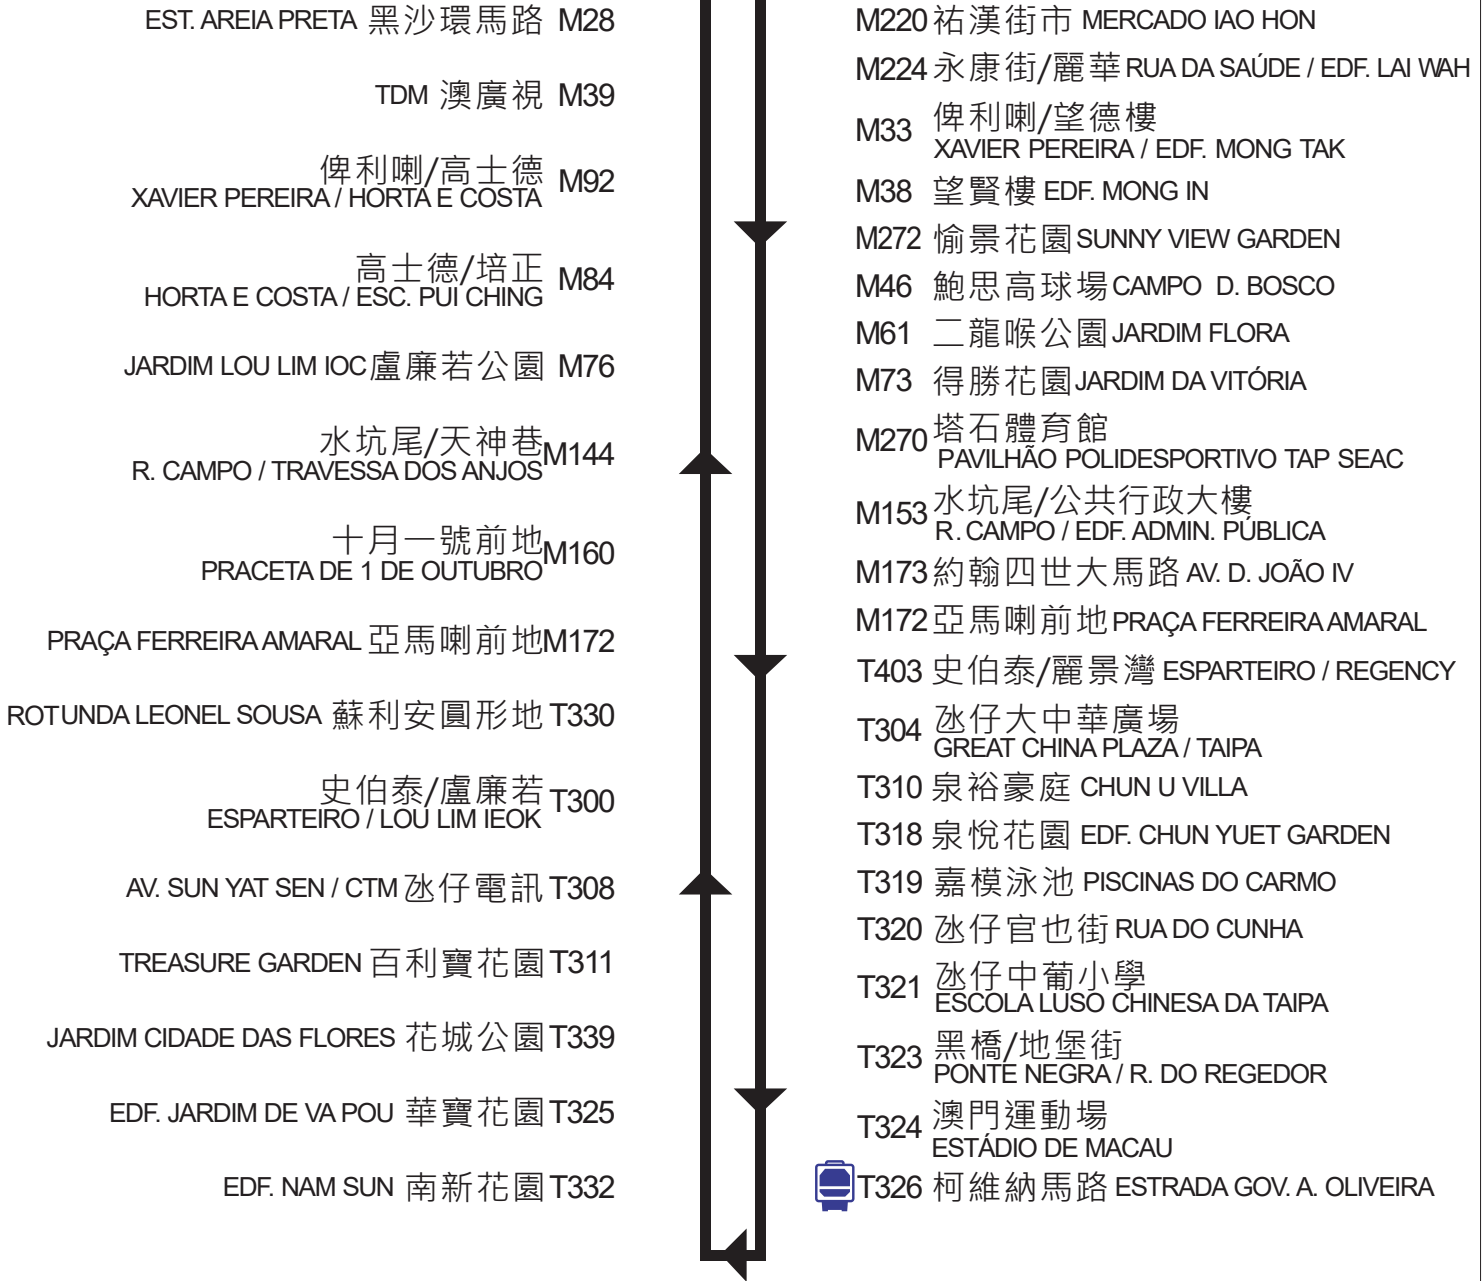 EST. AREIA PRETA 黑沙環馬路 M28
TDM 澳廣視 M39
俾利喇/高士德 M92
XAVIER PEREIRA / HORTA E COSTA
高士德/培正 M84
HORTA E COSTA / ESC. PUI CHING
JARDIM LOU LIM IOC 盧廉若公園 M76
水坑尾/天神巷 M144
R. CAMPO / TRAVESSA DOS ANJOS
十月一號前地 M160
PRACETA DE 1 DE OUTUBRO
PRAÇA FERREIRA AMARAL 亞馬喇前地 M172
ROTUNDA LEONEL SOUSA 蘇利安圓形地 T330
史伯泰/盧廉若 T300
ESPARTEIRO / LOU LIM IEOK
AV. SUN YAT SEN / CTM 氹仔電訊 T308
TREASURE GARDEN 百利寶花園 T311
JARDIM CIDADE DAS FLORES 花城公園 T339
EDF. JARDIM DE VA POU 華寶花園 T325
EDF. NAM SUN 南新花園 T332
M220 祐漢街市 MERCADO IAO HON
M224 永康街/麗華 RUA DA SAÚDE / EDF. LAI WAH
M33 俾利喇/望德樓
XAVIER PEREIRA / EDF. MONG TAK
M38 望賢樓 EDF. MONG IN
M272 愉景花園 SUNNY VIEW GARDEN
M46 鮑思高球場 CAMPO D. BOSCO
M61 二龍喉公園 JARDIM FLORA
M73 得勝花園 JARDIM DA VITÓRIA
M270 塔石體育館
PAVILHÃO POLIDESPORTIVO TAP SEAC
M153 水坑尾/公共行政大樓
R. CAMPO / EDF. ADMIN. PÚBLICA
M173 約翰四世大馬路 AV. D. JOÃO IV
M172 亞馬喇前地 PRAÇA FERREIRA AMARAL
T403 史伯泰/麗景灣 ESPARTEIRO / REGENCY
T304 氹仔大中華廣場
GREAT CHINA PLAZA / TAIPA
T310 泉裕豪庭 CHUN U VILLA
T318 泉悅花園 EDF. CHUN YUET GARDEN
T319 嘉模泳池 PISCINAS DO CARMO
T320 氹仔官也街 RUA DO CUNHA
T321 氹仔中葡小學
ESCOLA LUSO CHINESA DA TAIPA
T323 黑橋/地堡街
PONTE NEGRA / R. DO REGEDOR
T324 澳門運動場
ESTÁDIO DE MACAU
T326 柯維納馬路 ESTRADA GOV. A. OLIVEIRA